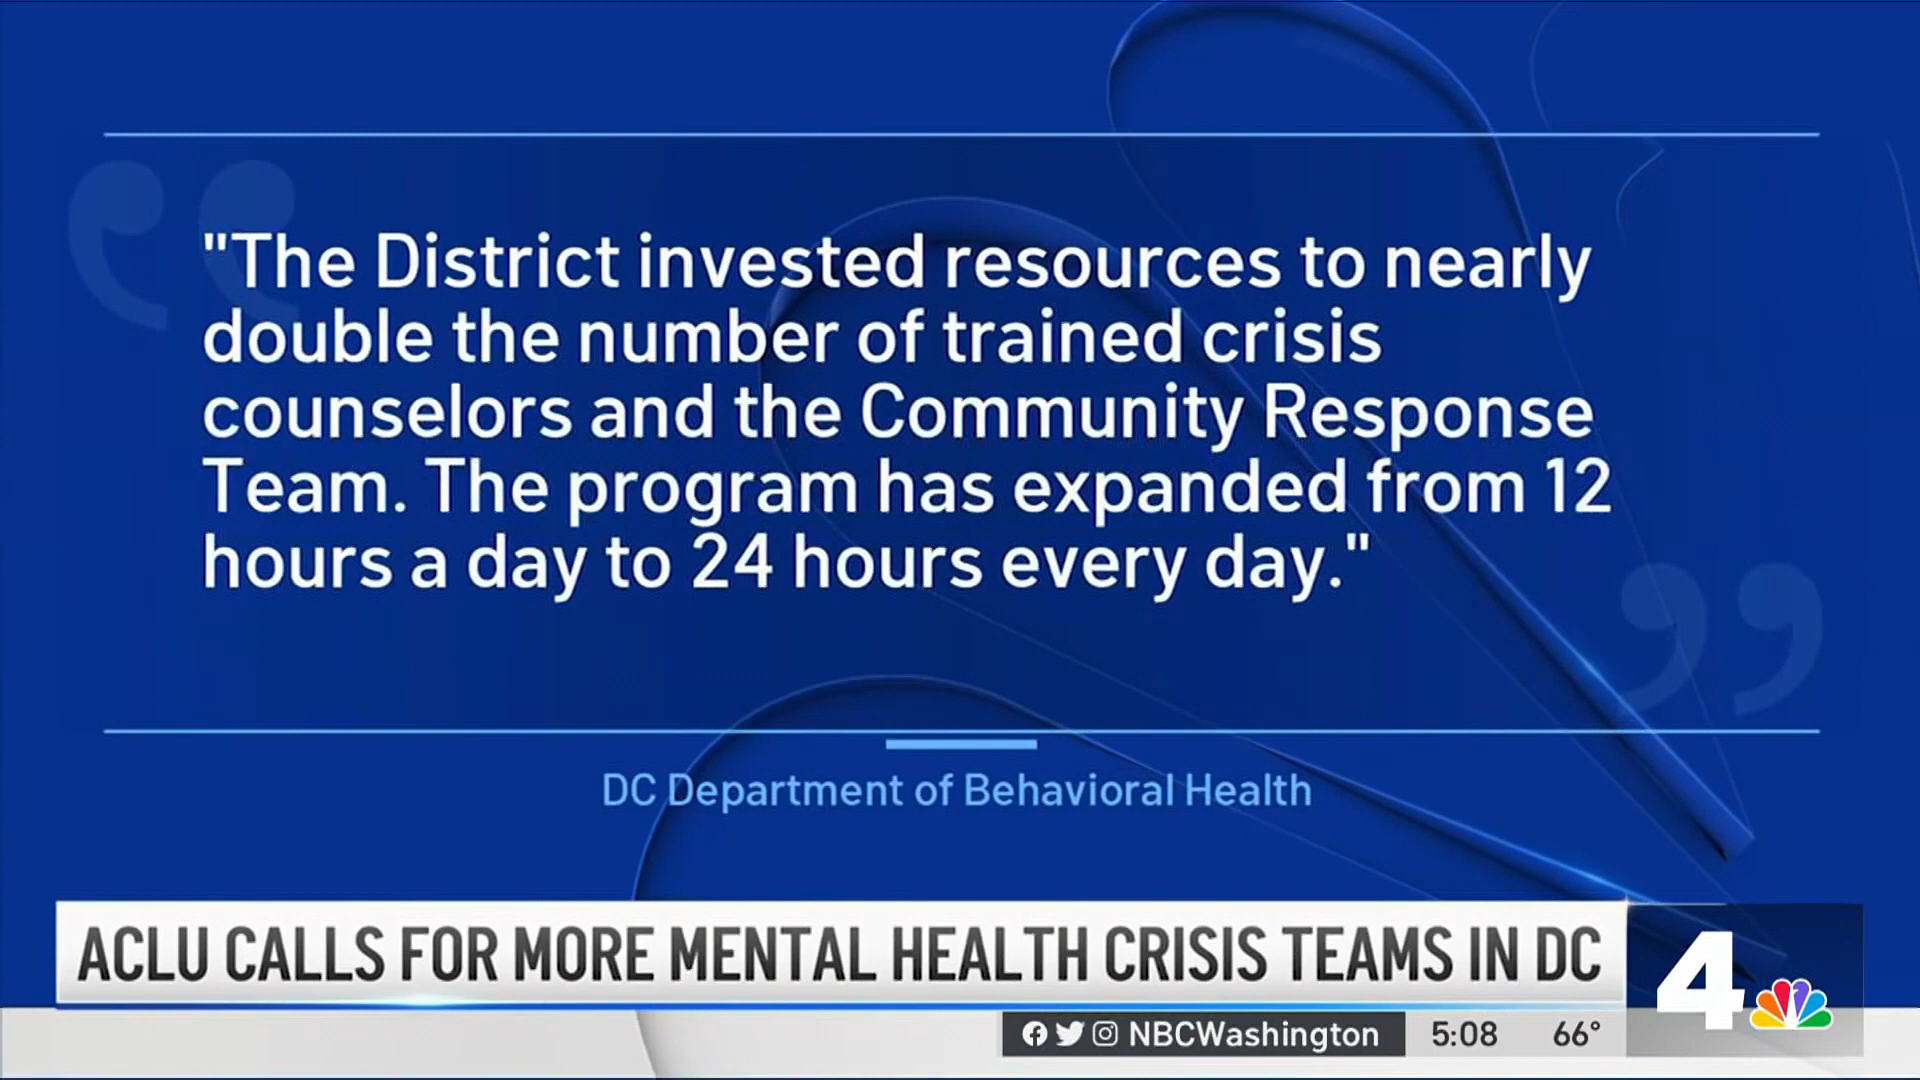 "The District invested resources to nearly
double the number of trained crisis
counselors and the Community Response
Team. The program has expanded from 12
hours a day to 24 hours every day."
DC Department of Behavioral Health
ACLU CALLS FOR MORE MENTAL HEALTH CRISIS TEAMS IN DC
4
NBCWashington 5:08 66°